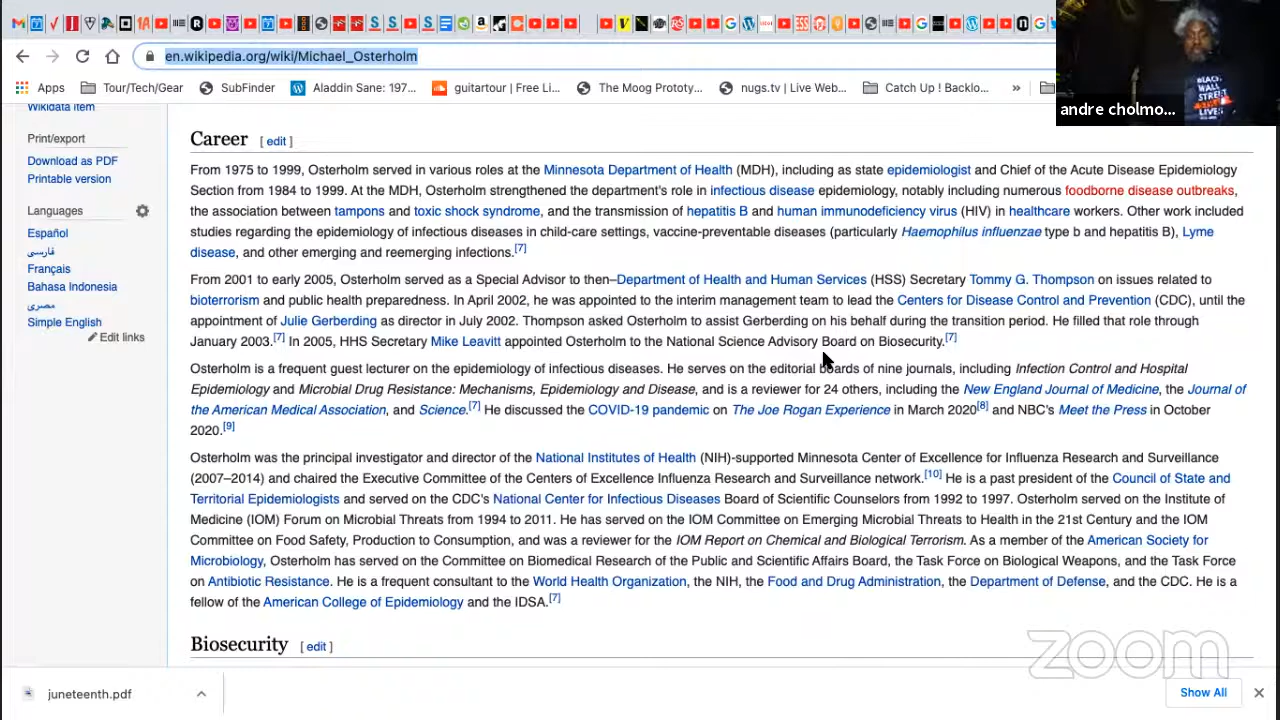 en.wikipedia.org/wiki/Michael_Osterholm
Apps Tour/Tech/Gear SubFinder Aladdin Sane: 197... guitartour | Free Li... The Moog Prototy... nugs.tv | Live Web... Catch Up ! Backlo... »
andre cholmo...
BLACK
WALL
STREET
LIVES
Wikidata item
Print/export
Download as PDF
Printable version
Languages
Español
فارسی
Français
Bahasa Indonesia
مصرى
Simple English
Edit links
Career [ edit ]
From 1975 to 1999, Osterholm served in various roles at the Minnesota Department of Health (MDH), including as state epidemiologist and Chief of the Acute Disease Epidemiology
Section from 1984 to 1999. At the MDH, Osterholm strengthened the department's role in infectious disease epidemiology, notably including numerous foodborne disease outbreaks,
the association between tampons and toxic shock syndrome, and the transmission of hepatitis B and human immunodeficiency virus (HIV) in healthcare workers. Other work included
studies regarding the epidemiology of infectious diseases in child-care settings, vaccine-preventable diseases (particularly Haemophilus influenzae type b and hepatitis B), Lyme
disease, and other emerging and reemerging infections.[7]
From 2001 to early 2005, Osterholm served as a Special Advisor to then–Department of Health and Human Services (HSS) Secretary Tommy G. Thompson on issues related to
bioterrorism and public health preparedness. In April 2002, he was appointed to the interim management team to lead the Centers for Disease Control and Prevention (CDC), until the
appointment of Julie Gerberding as director in July 2002. Thompson asked Osterholm to assist Gerberding on his behalf during the transition period. He filled that role through
January 2003.[7] In 2005, HHS Secretary Mike Leavitt appointed Osterholm to the National Science Advisory Board on Biosecurity.[7]
Osterholm is a frequent guest lecturer on the epidemiology of infectious diseases. He serves on the editorial boards of nine journals, including Infection Control and Hospital
Epidemiology and Microbial Drug Resistance: Mechanisms, Epidemiology and Disease, and is a reviewer for 24 others, including the New England Journal of Medicine, the Journal of
the American Medical Association, and Science.[7] He discussed the COVID-19 pandemic on The Joe Rogan Experience in March 2020[8] and NBC's Meet the Press in October
2020.[9]
Osterholm was the principal investigator and director of the National Institutes of Health (NIH)-supported Minnesota Center of Excellence for Influenza Research and Surveillance
(2007–2014) and chaired the Executive Committee of the Centers of Excellence Influenza Research and Surveillance network.[10] He is a past president of the Council of State and
Territorial Epidemiologists and served on the CDC's National Center for Infectious Diseases Board of Scientific Counselors from 1992 to 1997. Osterholm served on the Institute of
Medicine (IOM) Forum on Microbial Threats from 1994 to 2011. He has served on the IOM Committee on Emerging Microbial Threats to Health in the 21st Century and the IOM
Committee on Food Safety, Production to Consumption, and was a reviewer for the IOM Report on Chemical and Biological Terrorism. As a member of the American Society for
Microbiology, Osterholm has served on the Committee on Biomedical Research of the Public and Scientific Affairs Board, the Task Force on Biological Weapons, and the Task Force
on Antibiotic Resistance. He is a frequent consultant to the World Health Organization, the NIH, the Food and Drug Administration, the Department of Defense, and the CDC. He is a
fellow of the American College of Epidemiology and the IDSA.[7]
Biosecurity [ edit ]
zoom
juneteenth.pdf
Show All